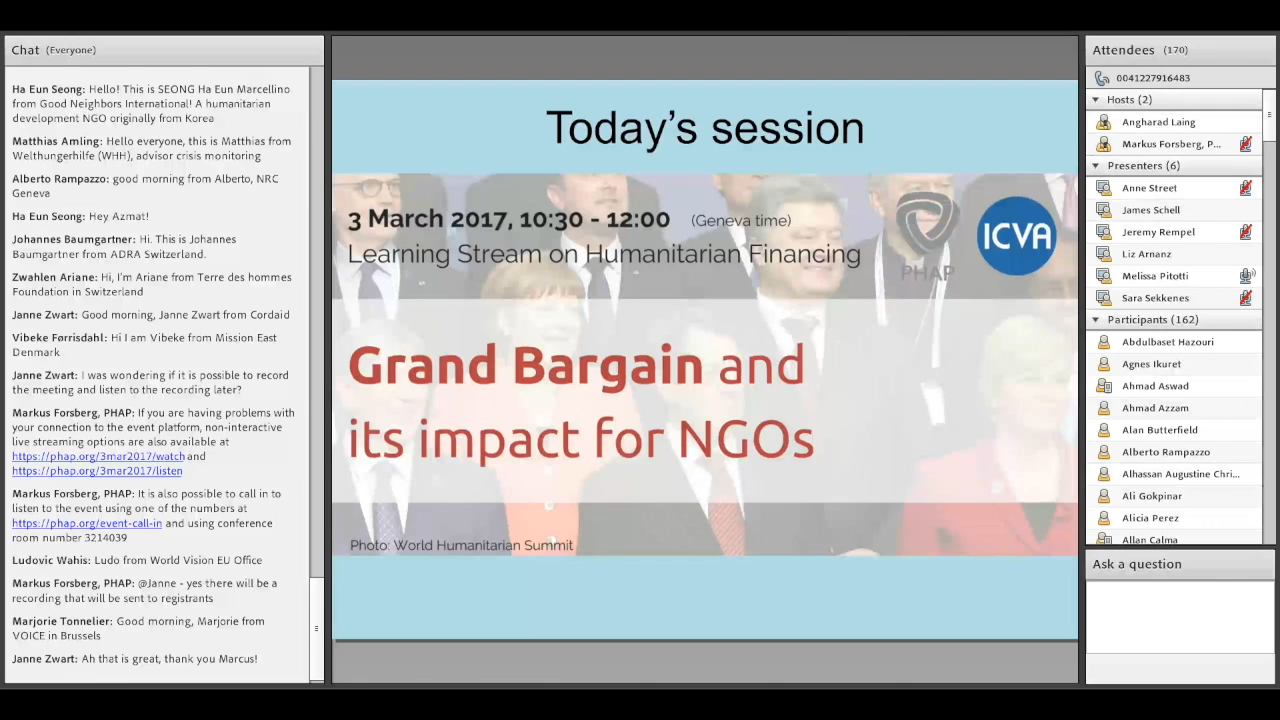 Chat (Everyone)
Ha Eun Seong: Hello! This is SEONG Ha Eun Marcellino
from Good Neighbors International! A humanitarian
development NGO originally from Korea
Matthias Amling: Hello everyone, this is Matthias from
Welthungerhilfe (WHH), advisor crisis monitoring
Alberto Rampazzo: good morning from Alberto, NRC
Geneva
Ha Eun Seong: Hey Azmat!
Johannes Baumgartner: Hi. This is Johannes
Baumgartner from ADRA Switzerland.
Zwahlen Ariane: Hi, I'm Ariane from Terre des hommes
Foundation in Switzerland
Janne Zwart: Good morning, Janne Zwart from Cordaid
Vibeke Førrisdahl: Hi I am Vibeke from Mission East
Denmark
Janne Zwart: I was wondering if it is possible to record
the meeting and listen to the recording later?
Markus Forsberg, PHAP: If you are having problems with
your connection to the event platform, non-interactive
live streaming options are also available at
https://phap.org/3mar2017/watch and
https://phap.org/3mar2017/listen
Markus Forsberg, PHAP: It is also possible to call in to
listen to the event using one of the numbers at
https://phap.org/event-call-in and using conference
room number 3214039
Ludovic Wahis: Ludo from World Vision EU Office
Markus Forsberg, PHAP: @Janne - yes there will be a
recording that will be sent to registrants
Marjorie Tonnelier: Good morning, Marjorie from
VOICE in Brussels
Janne Zwart: Ah that is great, thank you Marcus!
Today's session
3 March 2017, 10:30 - 12:00 (Geneva time)
Learning Stream on Humanitarian Financing
PHAP
ICVA
Grand Bargain and
its impact for NGOs
Photo: World Humanitarian Summit
Attendees (170)
0041227916483
Hosts (2)
Angharad Laing
Markus Forsberg, P...
Presenters (6)
Anne Street
James Schell
Jeremy Rempel
Liz Arnanz
Melissa Pitotti
Sara Sekkenes
Participants (162)
Abdulbaset Hazouri
Agnes Ikuret
Ahmad Aswad
Ahmad Azzam
Alan Butterfield
Alberto Rampazzo
Alhassan Augustine Chri...
Ali Gokpinar
Alicia Perez
Allan Calma
Ask a question